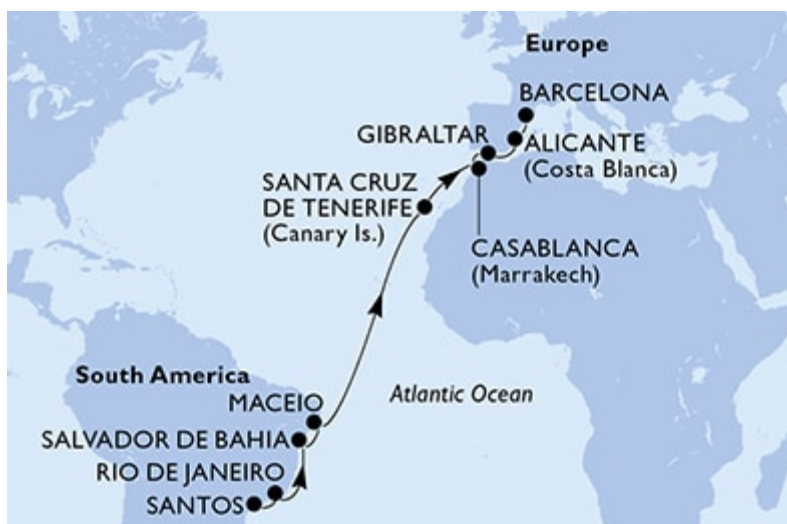 Europe
BARCELONA
GIBRALTAR
ALICANTE
(Costa Blanca)
SANTA CRUZ
DE TENERIFE
(Canary Is.)
CASABLANCA
(Marrakech)
South America
Atlantic Ocean
MACEIO
SALVADOR DE BAHIA
RIO DE JANEIRO
SANTOS